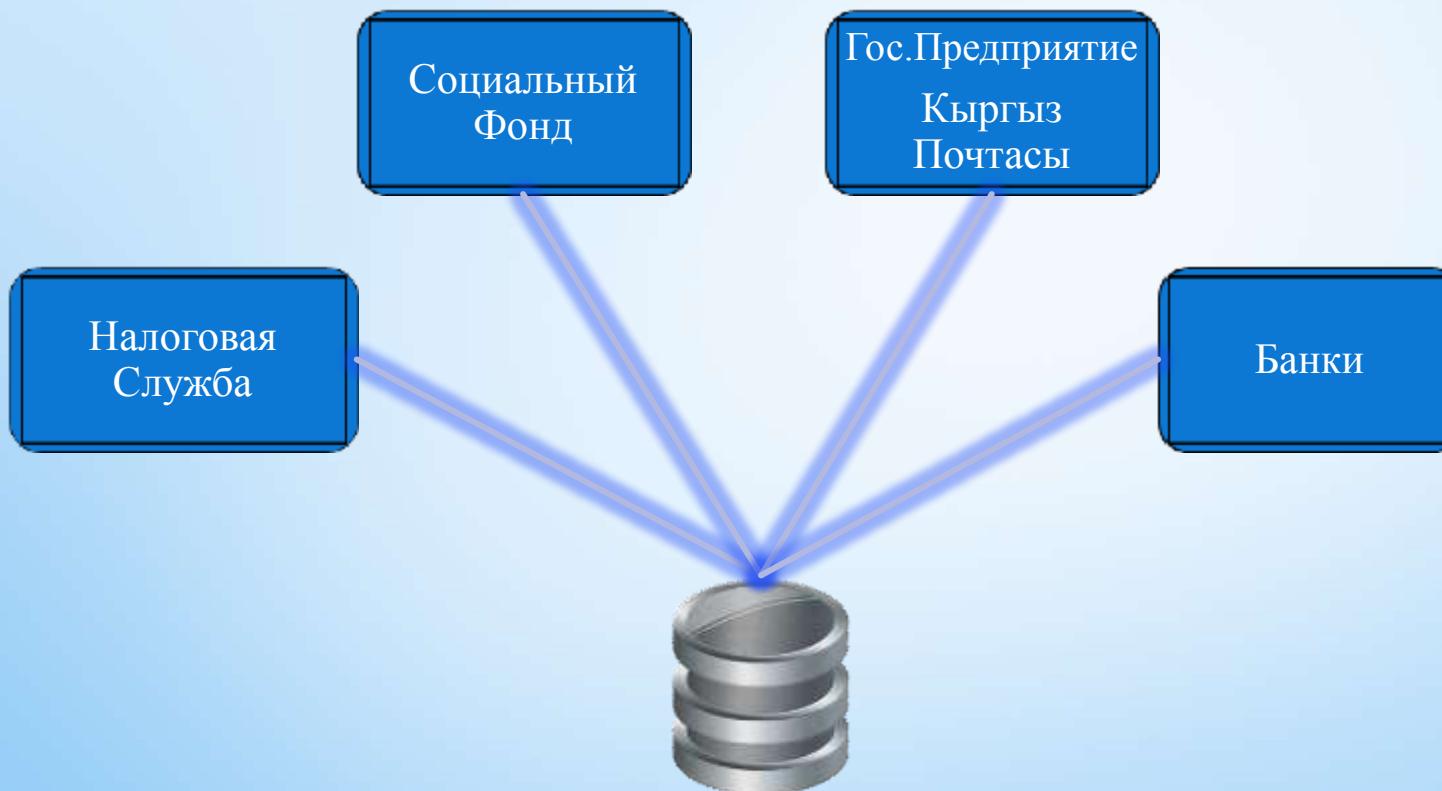 Социальный
Фонд
Гос.Предприятие
Кыргыз
Почтасы
Налоговая
Служба
Банки